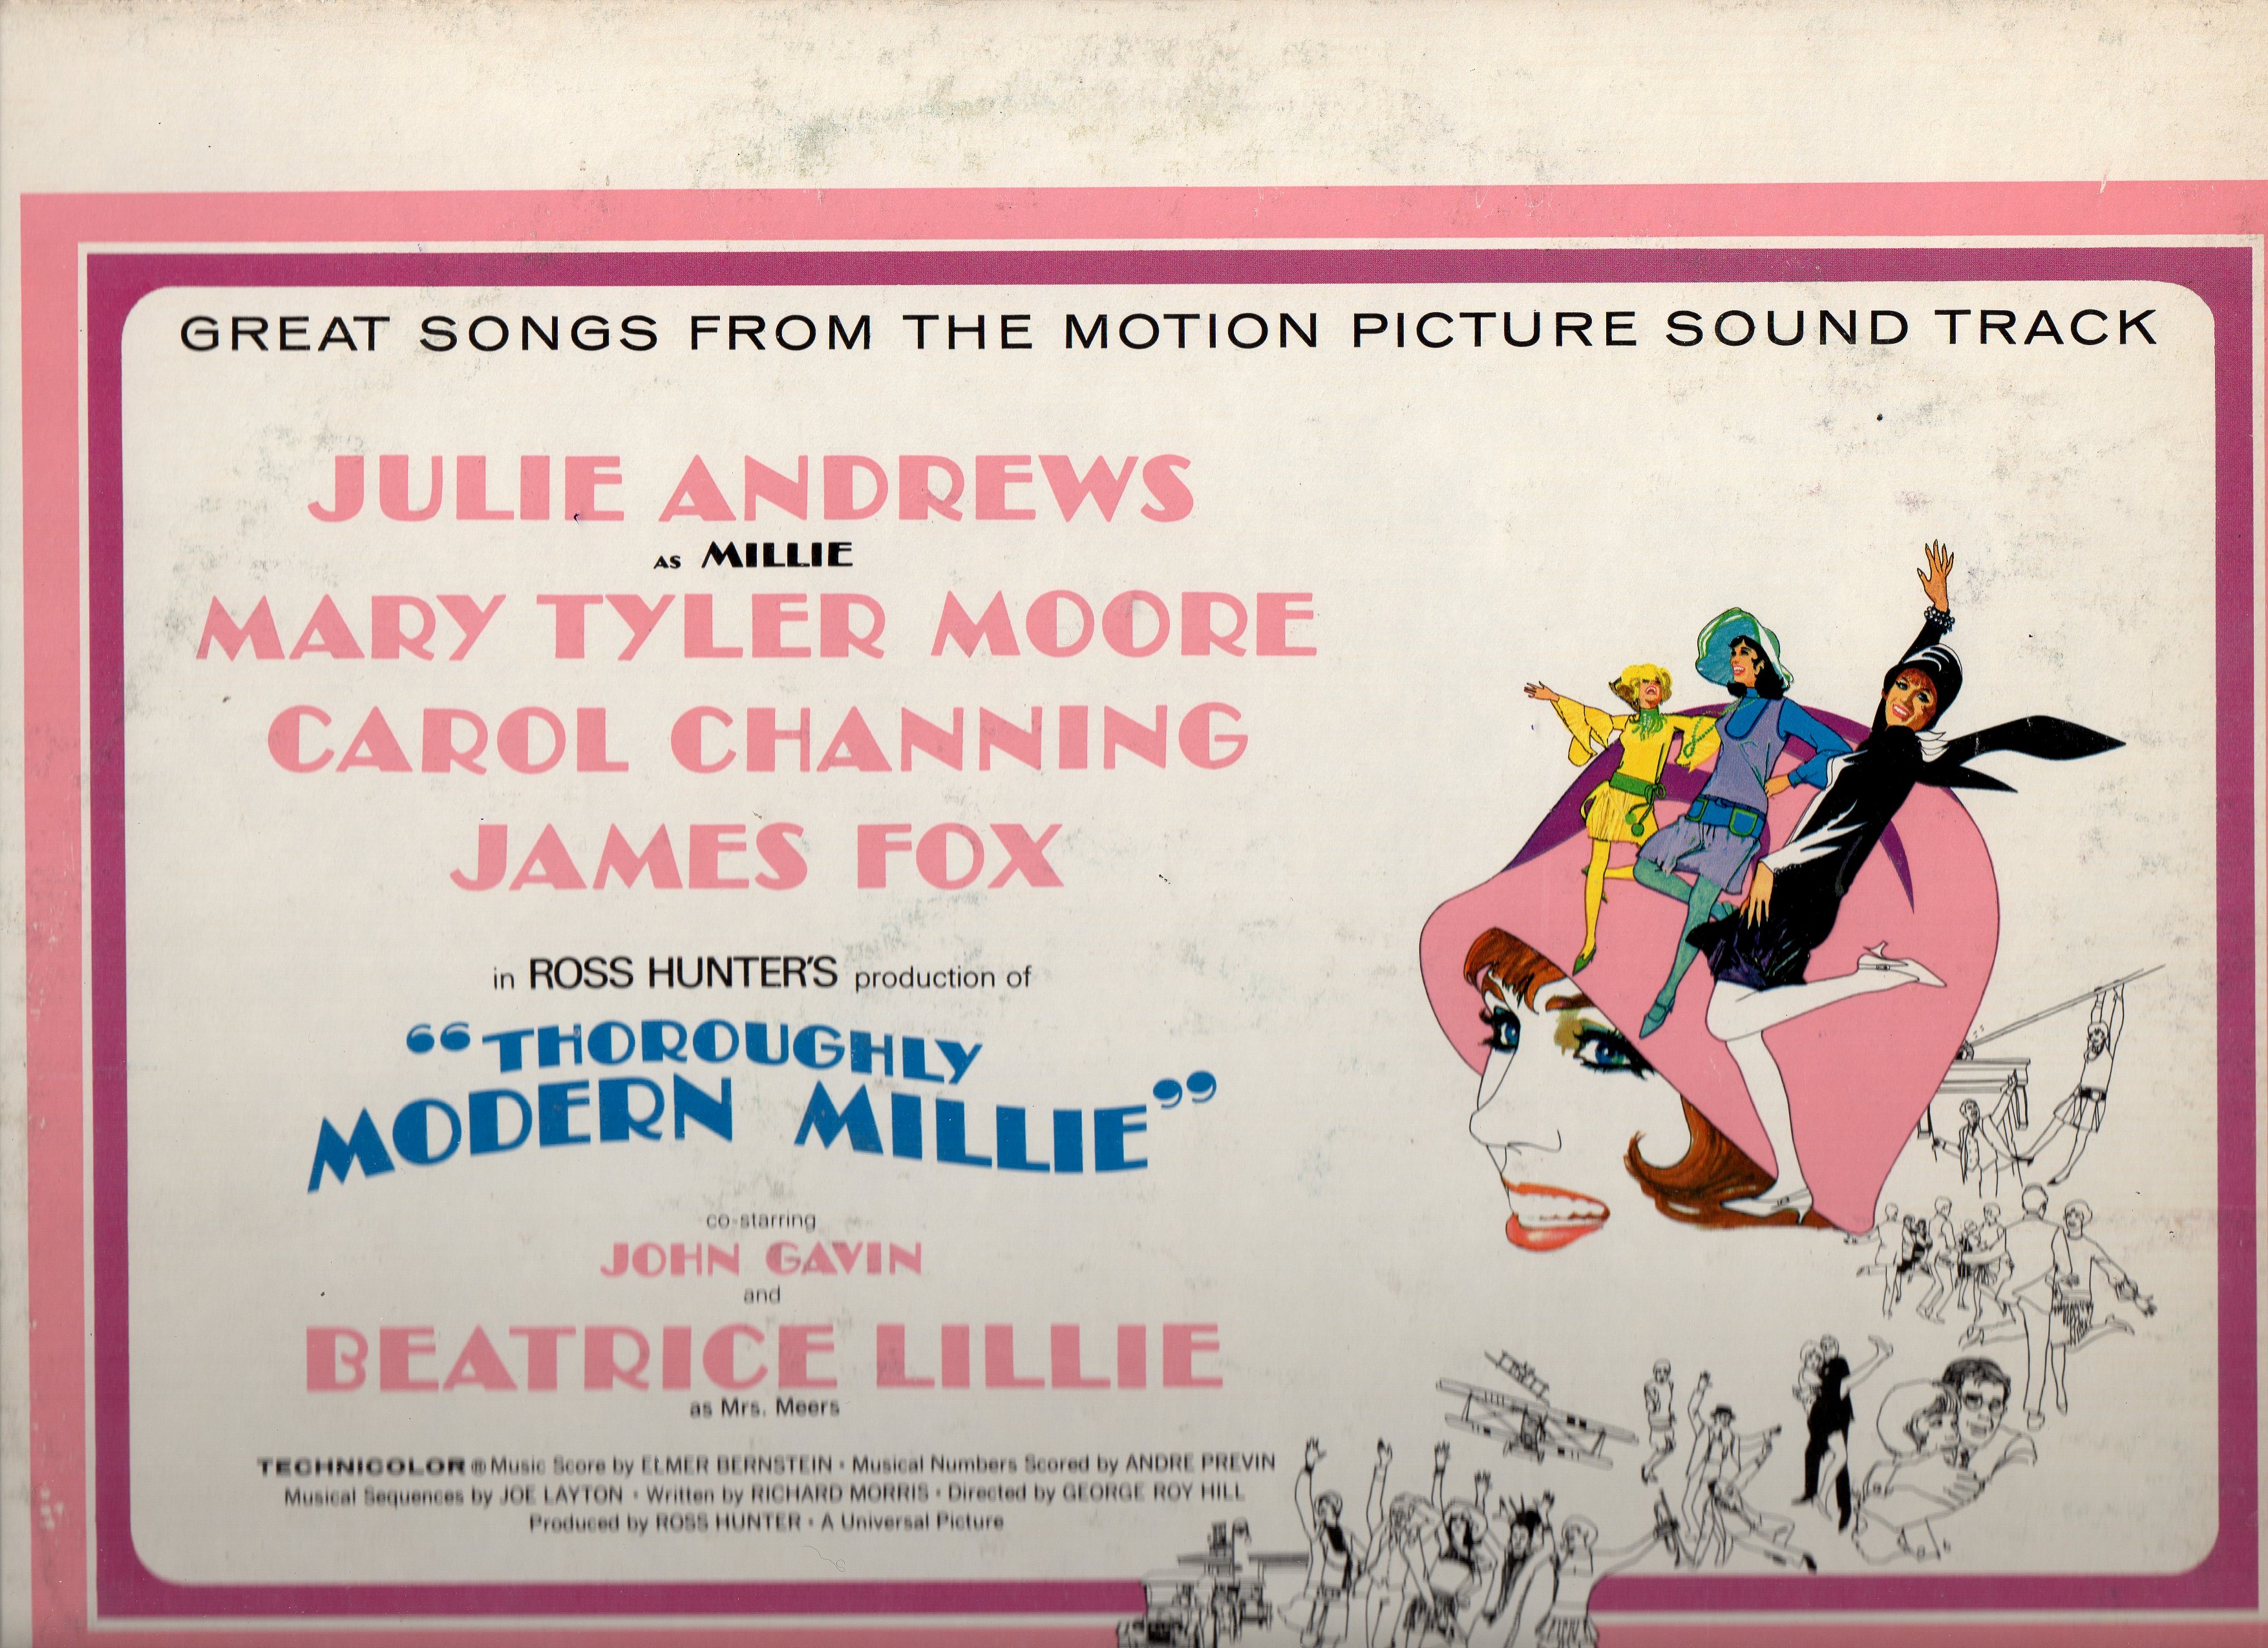 GREAT SONGS FROM THE MOTION PICTURE SOUND TRACK
JULIE ANDREWS
AS MILLIE
MARY TYLER MOORE
CAROL CHANNING
JAMES FOX
in ROSS HUNTER'S production of
“THOROUGHLY
MODERN MILLIE”
co-starring
JOHN GAVIN
and
BEATRICE LILLIE
as Mrs. Meers
TECHNICOLOR® Music Score by ELMER BERNSTEIN • Musical Numbers Scored by ANDRE PREVIN
Musical Sequences by JOE LAYTON • Written by RICHARD MORRIS • Directed by GEORGE ROY HILL
Produced by ROSS HUNTER • A Universal Picture